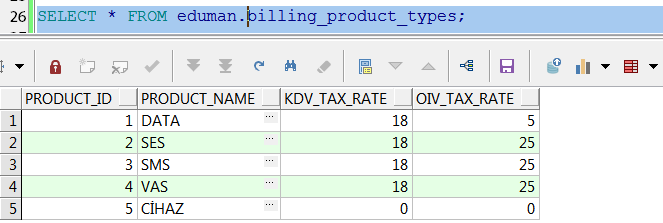 26 SELECT * FROM eduman.billing_product_types;
PRODUCT_ID PRODUCT_NAME KDV_TAX_RATE OIV_TAX_RATE
1 1 DATA ... 18 5
2 2 SES ... 18 25
3 3 SMS ... 18 25
4 4 VAS ... 18 25
5 5 CİHAZ ... 0 0